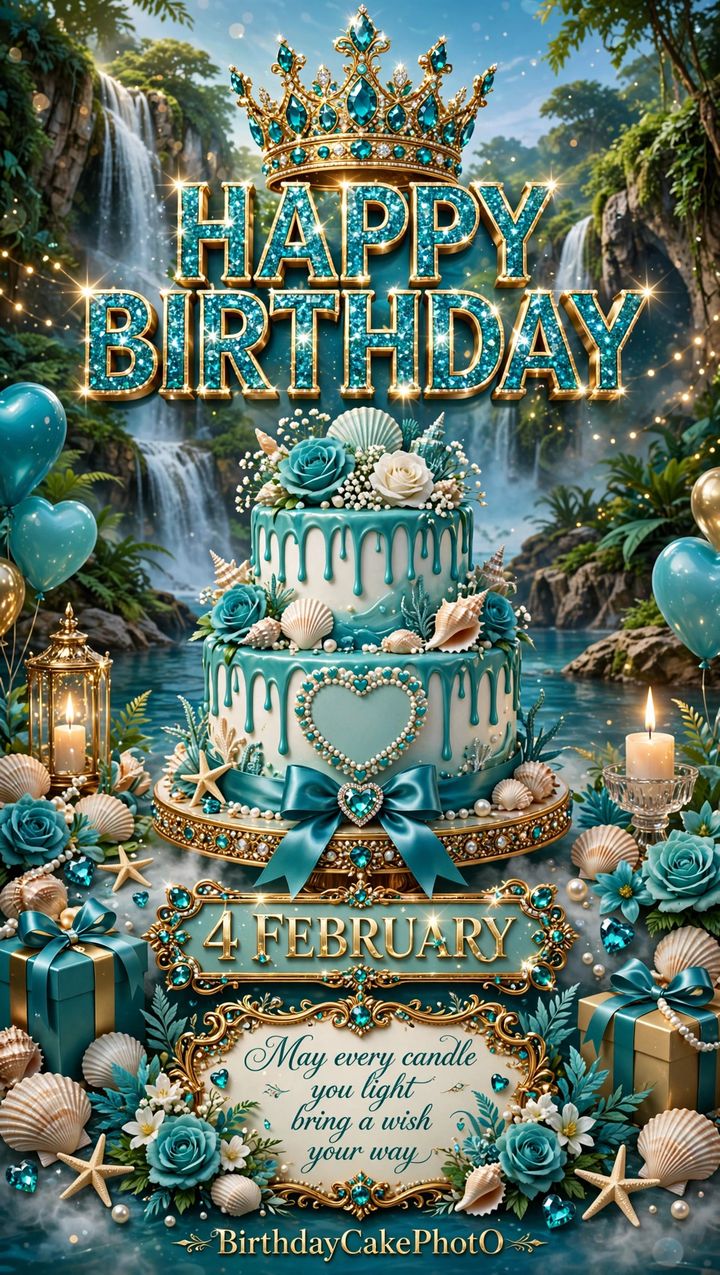 HAPPY
BIRTHDAY
4 FEBRUARY
May every candle
you light
bring a wish
your way
BirthdayCakePhotO